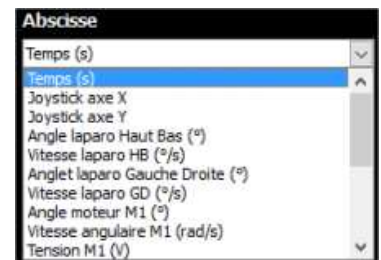 Abscisse
Temps (s)
Temps (s)
Joystick axe X
Joystick axe Y
Angle laparo Haut Bas (°)
Vitesse laparo HB (°/s)
Anglet laparo Gauche Droite (°)
Vitesse laparo GD (°/s)
Angle moteur M1 (°)
Vitesse angulaire M1 (rad/s)
Tension M1 (V)